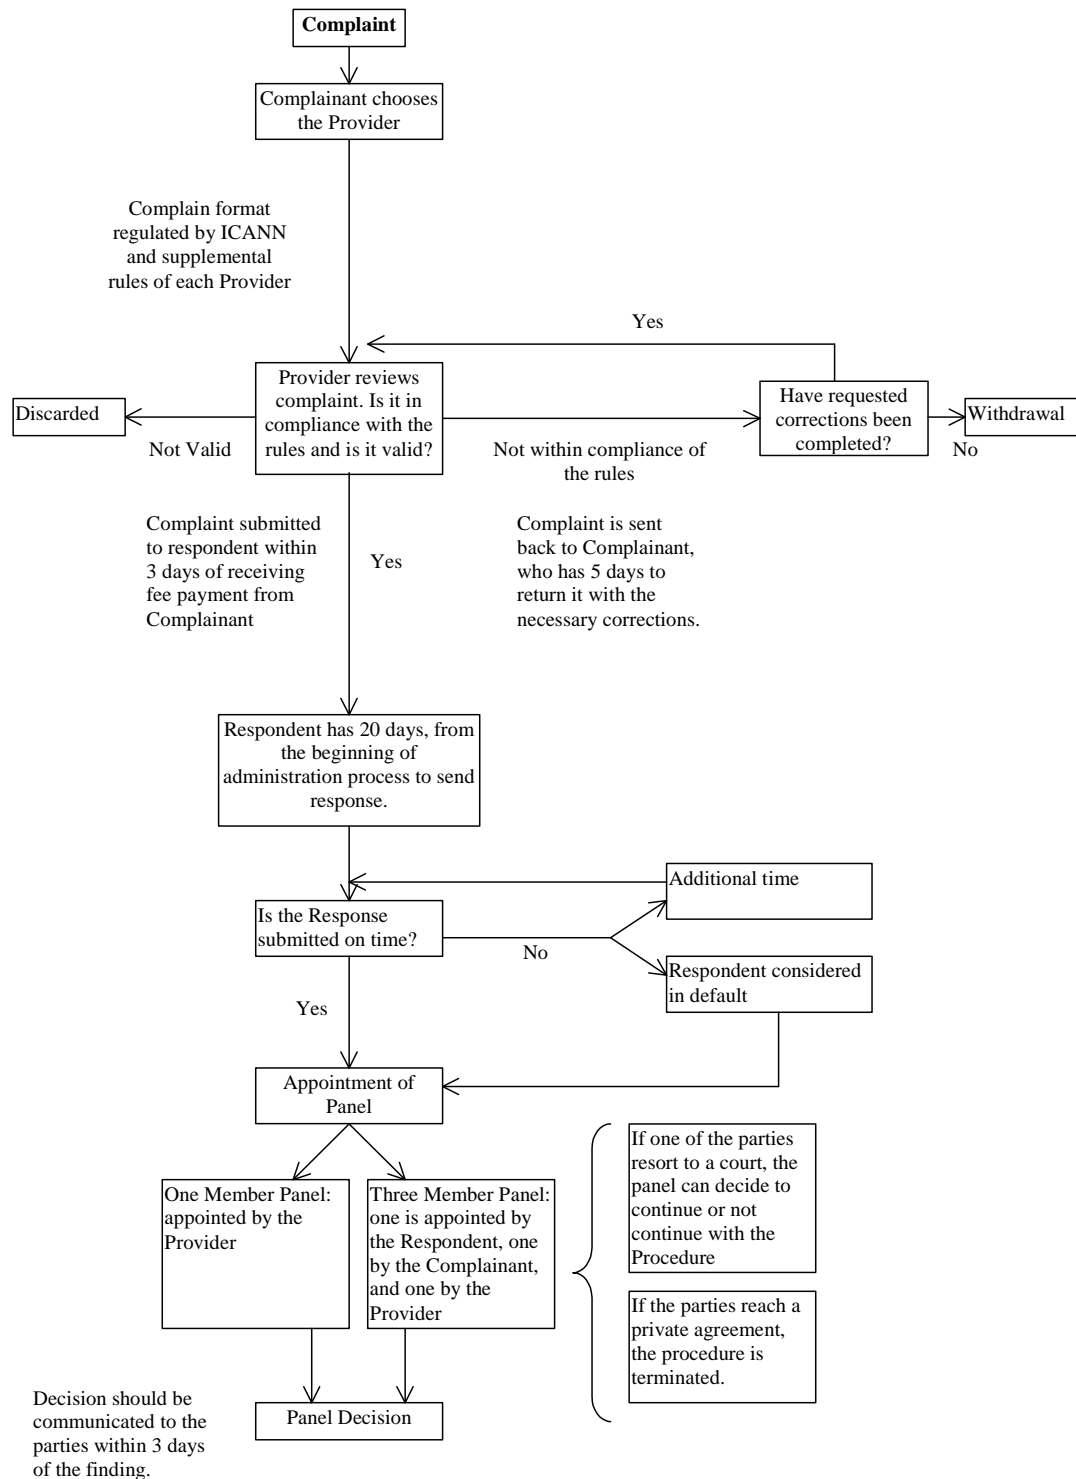 Complaint
Complainant chooses
the Provider
Complain format
regulated by ICANN
and supplemental
rules of each Provider
Yes
Provider reviews
complaint. Is it in
compliance with the
rules and is it valid?
Discarded
Not Valid
Have requested
corrections been
completed?
Withdrawal
No
Not within compliance of
the rules
Complaint submitted
to respondent within
3 days of receiving
fee payment from
Complainant
Yes
Complaint is sent
back to Complainant,
who has 5 days to
return it with the
necessary corrections.
Respondent has 20 days, from
the beginning of
administration process to send
response.
Additional time
Is the Response
submitted on time?
No
Respondent considered
in default
Yes
Appointment of
Panel
One Member Panel:
appointed by the
Provider
Three Member Panel:
one is appointed by
the Respondent, one
by the Complainant,
and one by the
Provider
If one of the parties
resort to a court, the
panel can decide to
continue or not
continue with the
Procedure
If the parties reach a
private agreement,
the procedure is
terminated.
Decision should be
communicated to the
parties within 3 days
of the finding.
Panel Decision